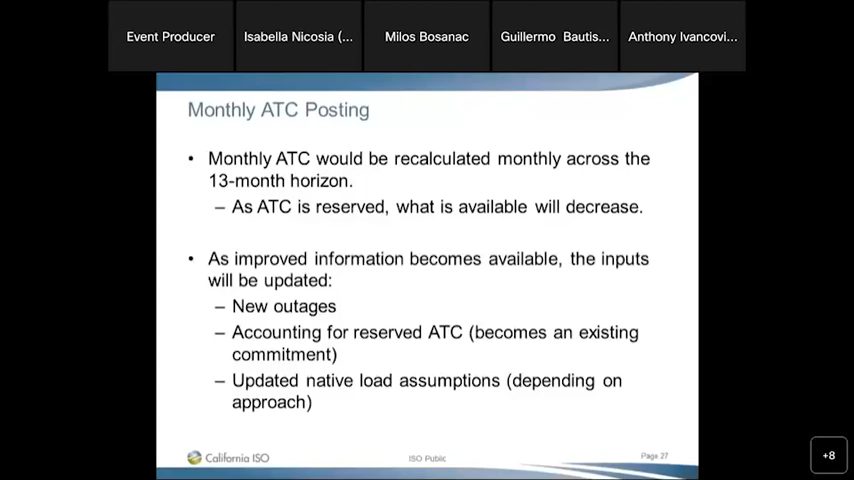 Event Producer
Isabella Nicosia (...
Milos Bosanac
Guillermo Bautis...
Anthony Ivancovi...
Monthly ATC Posting
• Monthly ATC would be recalculated monthly across the
13-month horizon.
– As ATC is reserved, what is available will decrease.
• As improved information becomes available, the inputs
will be updated:
– New outages
– Accounting for reserved ATC (becomes an existing
commitment)
– Updated native load assumptions (depending on
approach)
California ISO
ISO Public
Page 27
+8